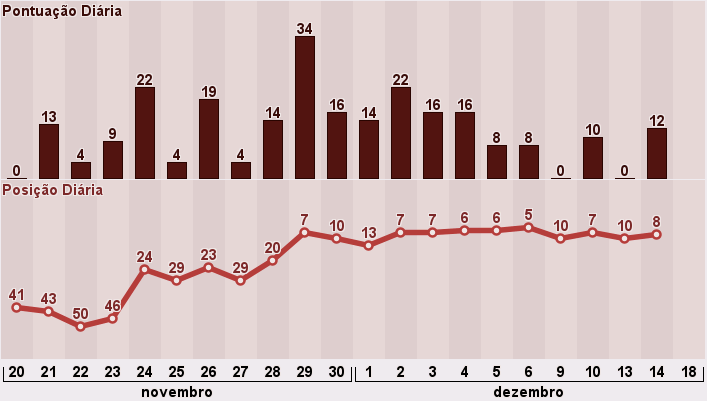 Pontuação Diária
0 13 4 9 22 4 19 4 14 34 16 14 22 16 16 8 8 0 10 0 12
Posição Diária
41 43 50 46 24 29 23 29 20 7 10 13 7 7 6 6 5 10 7 10 8
20 21 22 23 24 25 26 27 28 29 30 1 2 3 4 5 6 9 10 13 14 18
novembro dezembro